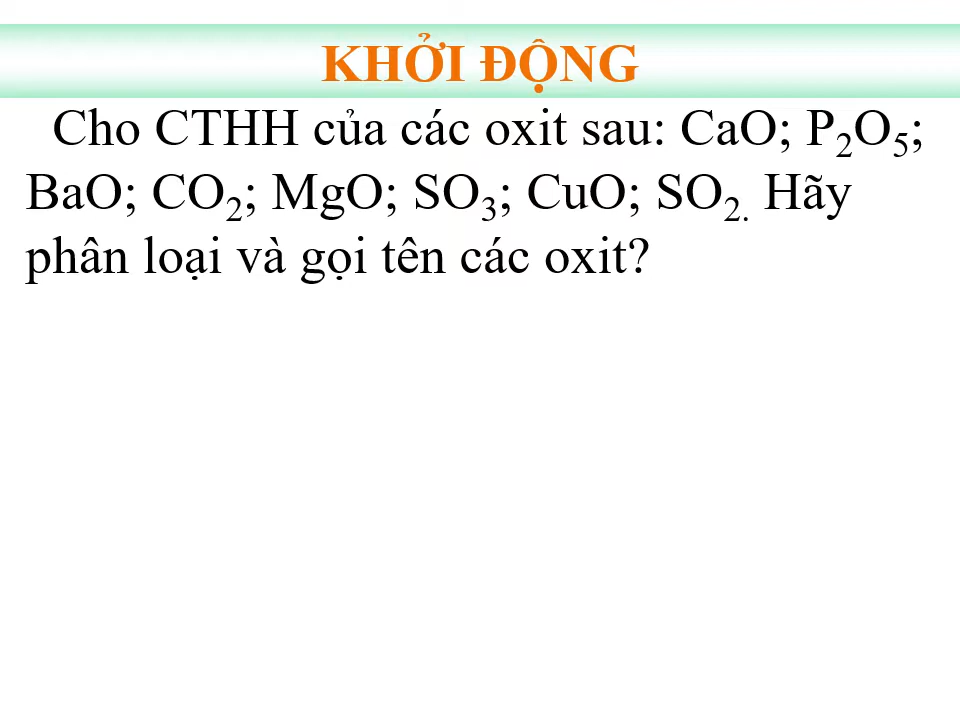 KHỞI ĐỘNG
Cho CTHH của các oxit sau: CaO; P₂O₅;
BaO; CO₂; MgO; SO₃; CuO; SO₂. Hãy
phân loại và gọi tên các oxit?